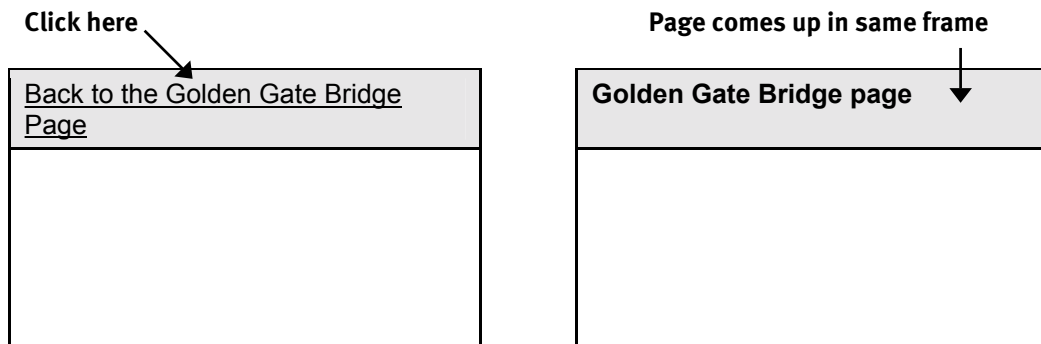 Click here
Page comes up in same frame
Back to the Golden Gate Bridge
Page
Golden Gate Bridge page